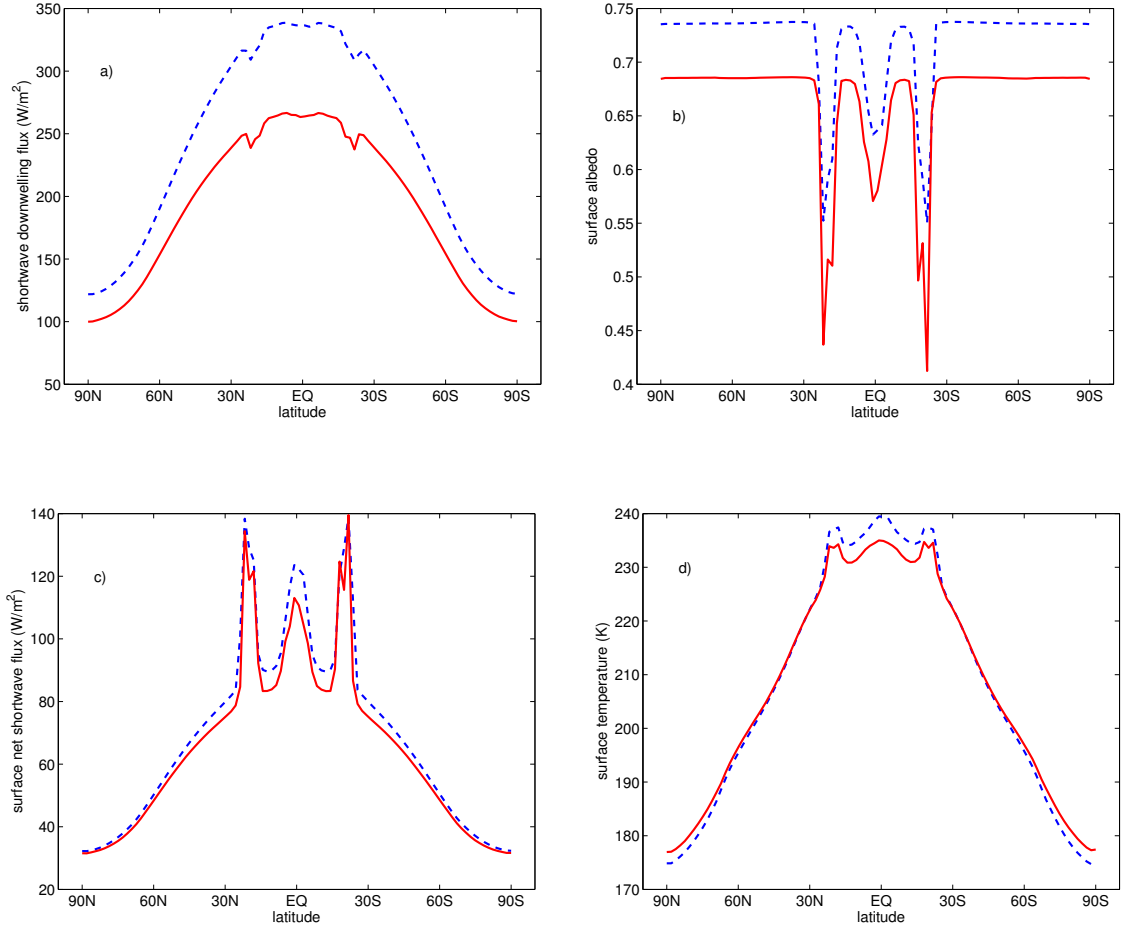 350
300
250
200
150
100
50
90N 60N 30N EQ 30S 60S 90S
latitude
shortwave downwelling flux (W/m²)
a)
0.75
0.7
0.65
0.6
0.55
0.5
0.45
0.4
90N 60N 30N EQ 30S 60S 90S
latitude
surface albedo
b)
140
120
100
80
60
40
20
90N 60N 30N EQ 30S 60S 90S
latitude
surface net shortwave flux (W/m²)
c)
240
230
220
210
200
190
180
170
90N 60N 30N EQ 30S 60S 90S
latitude
surface temperature (K)
d)